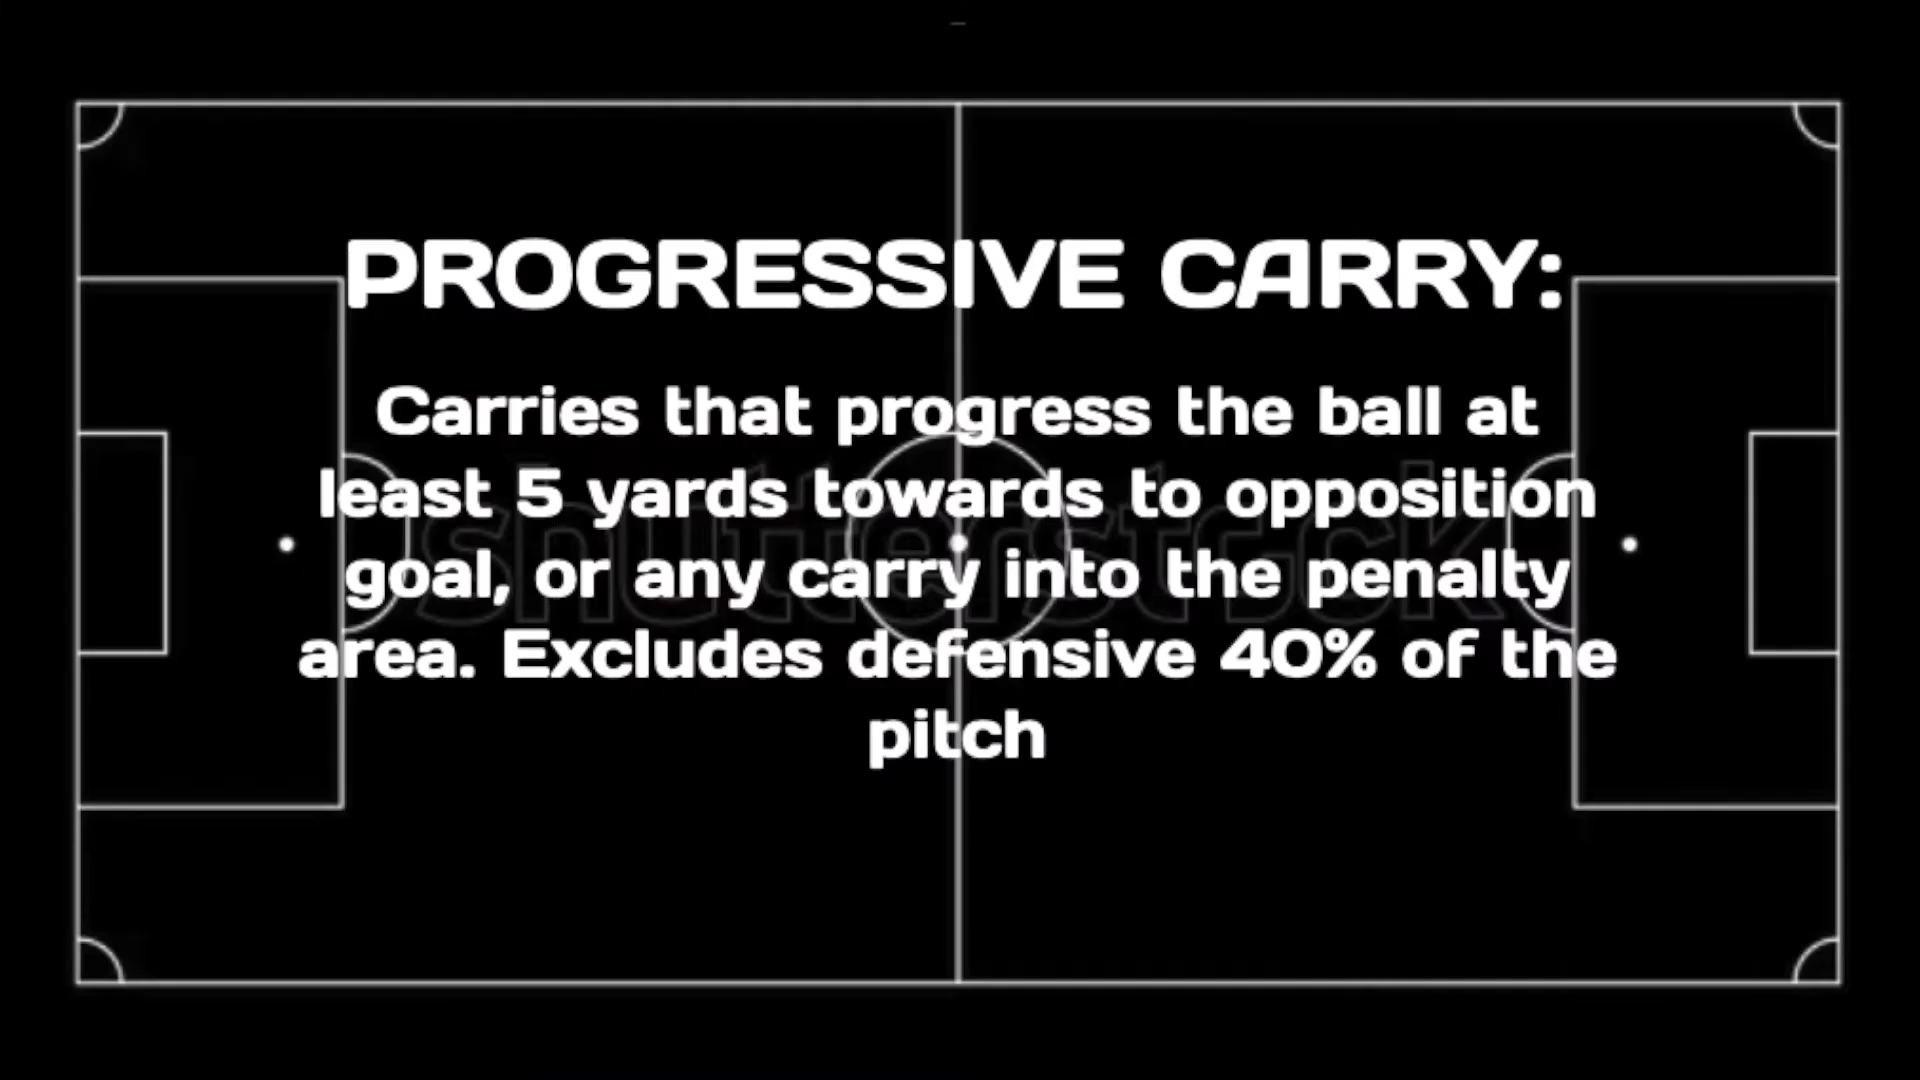 PROGRESSIVE CARRY:
Carries that progress the ball at
least 5 yards towards to opposition
goal, or any carry into the penalty
area. Excludes defensive 40% of the
pitch
shutterstock